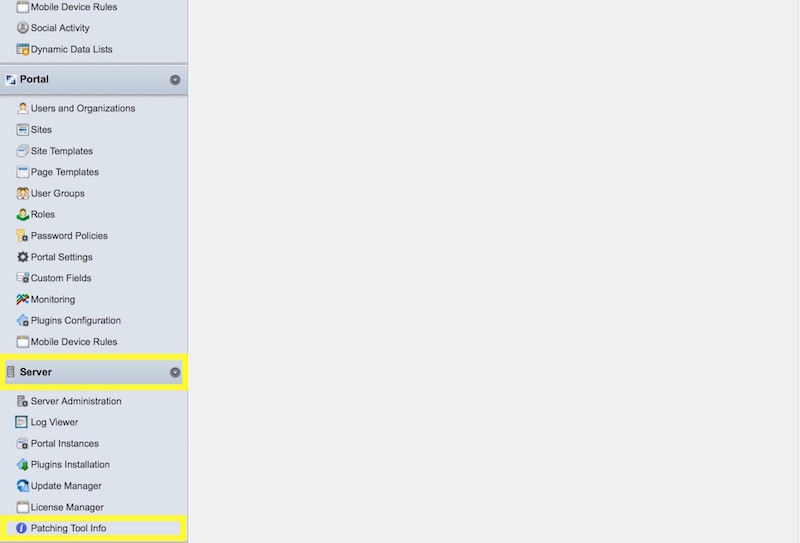 Mobile Device Rules
Social Activity
Dynamic Data Lists
Portal
Users and Organizations
Sites
Site Templates
Page Templates
User Groups
Roles
Password Policies
Portal Settings
Custom Fields
Monitoring
Plugins Configuration
Mobile Device Rules
Server
Server Administration
Log Viewer
Portal Instances
Plugins Installation
Update Manager
License Manager
Patching Tool Info